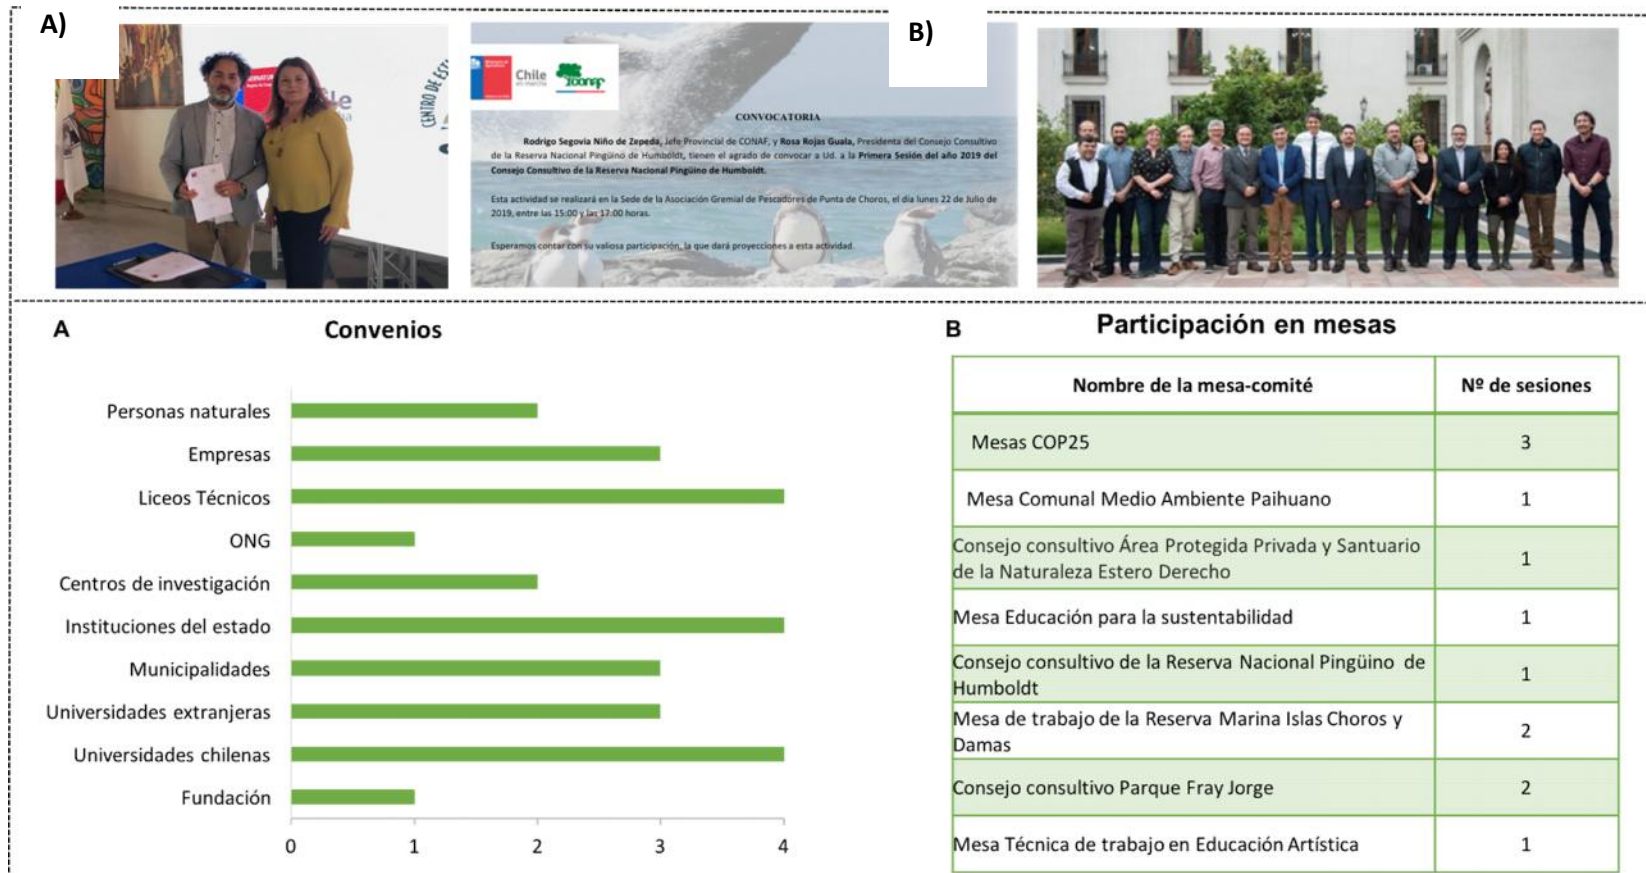 A)
CENTRO DE EST
Chile
en marcha
CONAF
B)
CONVOCATORIA
Rodrigo Segovia Niño de Zepeda, Jefe Provincial de CONAF, y Rosa Rojas Guala, Presidenta del Consejo Consultivo
de la Reserva Nacional Pingüino de Humboldt, tienen el agrado de convocar a Ud. a la Primera Sesión del año 2019 del
Consejo Consultivo de la Reserva Nacional Pingüino de Humboldt.
Esta actividad se realizará en la Sede de la Asociación Gremial de Pescadores de Punta de Choros, el día lunes 22 de Julio de
2019, entre las 15:00 y las 17:00 horas.
Esperamos contar con su valiosa participación, la que dará proyecciones a esta actividad.
A
Convenios
Personas naturales
Empresas
Liceos Técnicos
ONG
Centros de investigación
Instituciones del estado
Municipalidades
Universidades extranjeras
Universidades chilenas
Fundación
0 1 2 3 4
B
Participación en mesas
Nombre de la mesa-comité Nº de sesiones
Mesas COP25 3
Mesa Comunal Medio Ambiente Paihuano 1
Consejo consultivo Área Protegida Privada y Santuario
de la Naturaleza Estero Derecho 1
Mesa Educación para la sustentabilidad 1
Consejo consultivo de la Reserva Nacional Pingüino de
Humboldt 1
Mesa de trabajo de la Reserva Marina Islas Choros y
Damas 2
Consejo consultivo Parque Fray Jorge 2
Mesa Técnica de trabajo en Educación Artística 1